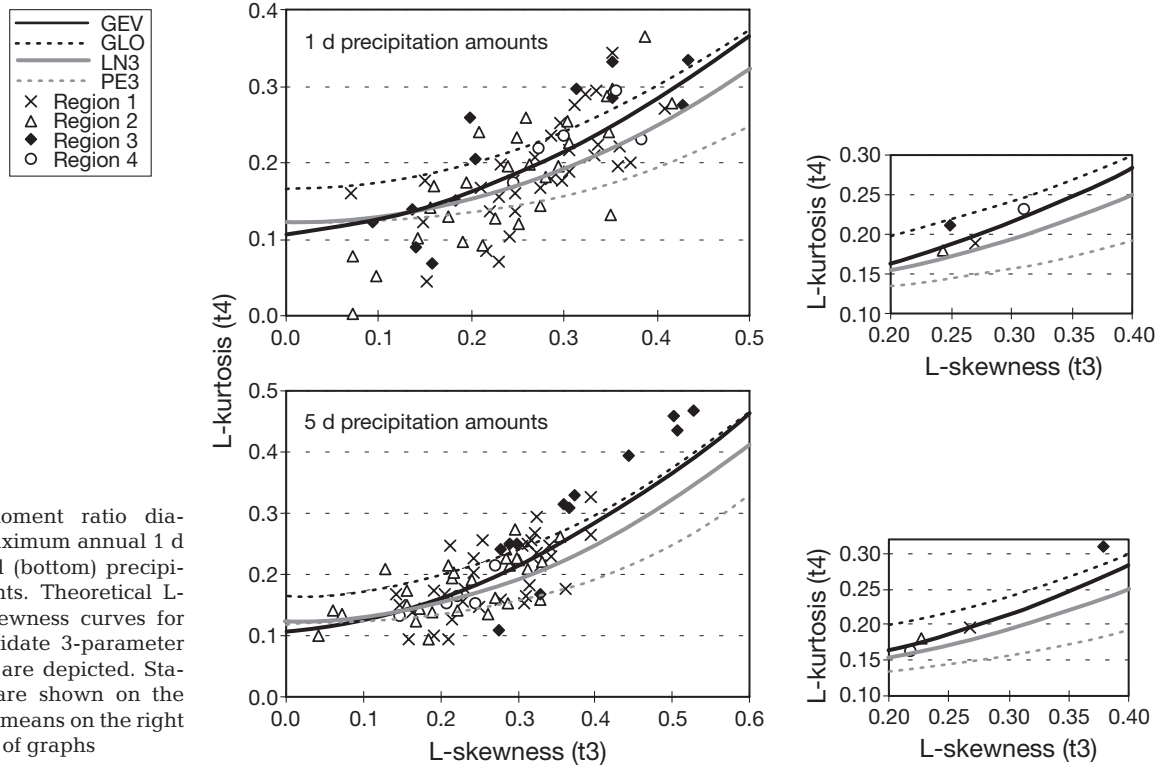 GEV
GLO
LN3
PE3
Region 1
Region 2
Region 3
Region 4
1 d precipitation amounts
0.4
0.3
0.2
0.1
0.0
0.0 0.1 0.2 0.3 0.4 0.5
L-kurtosis (t4)
5 d precipitation amounts
0.5
0.4
0.3
0.2
0.1
0.0
0.0 0.1 0.2 0.3 0.4 0.5 0.6
L-skewness (t3)
L-kurtosis (t4)
0.30
0.25
0.20
0.15
0.10
0.20 0.25 0.30 0.35 0.40
L-skewness (t3)
L-kurtosis (t4)
0.30
0.25
0.20
0.15
0.10
0.20 0.25 0.30 0.35 0.40
L-skewness (t3)
oment ratio dia-
aximum annual 1 d
l (bottom) precipi-
nts. Theoretical L-
ewness curves for
idate 3-parameter
are depicted. Sta-
are shown on the
means on the right
of graphs